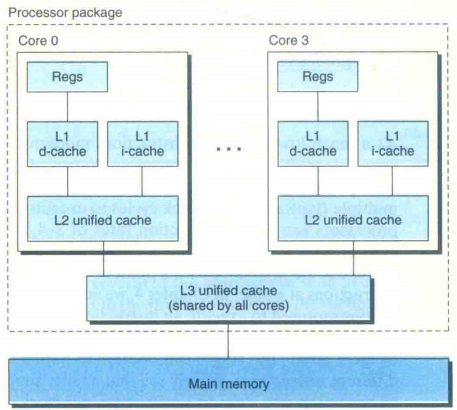 Processor package
Core 0
Core 3
Regs
Regs
L1
d-cache
L1
i-cache
...
L1
d-cache
L1
i-cache
L2 unified cache
L2 unified cache
L3 unified cache
(shared by all cores)
Main memory